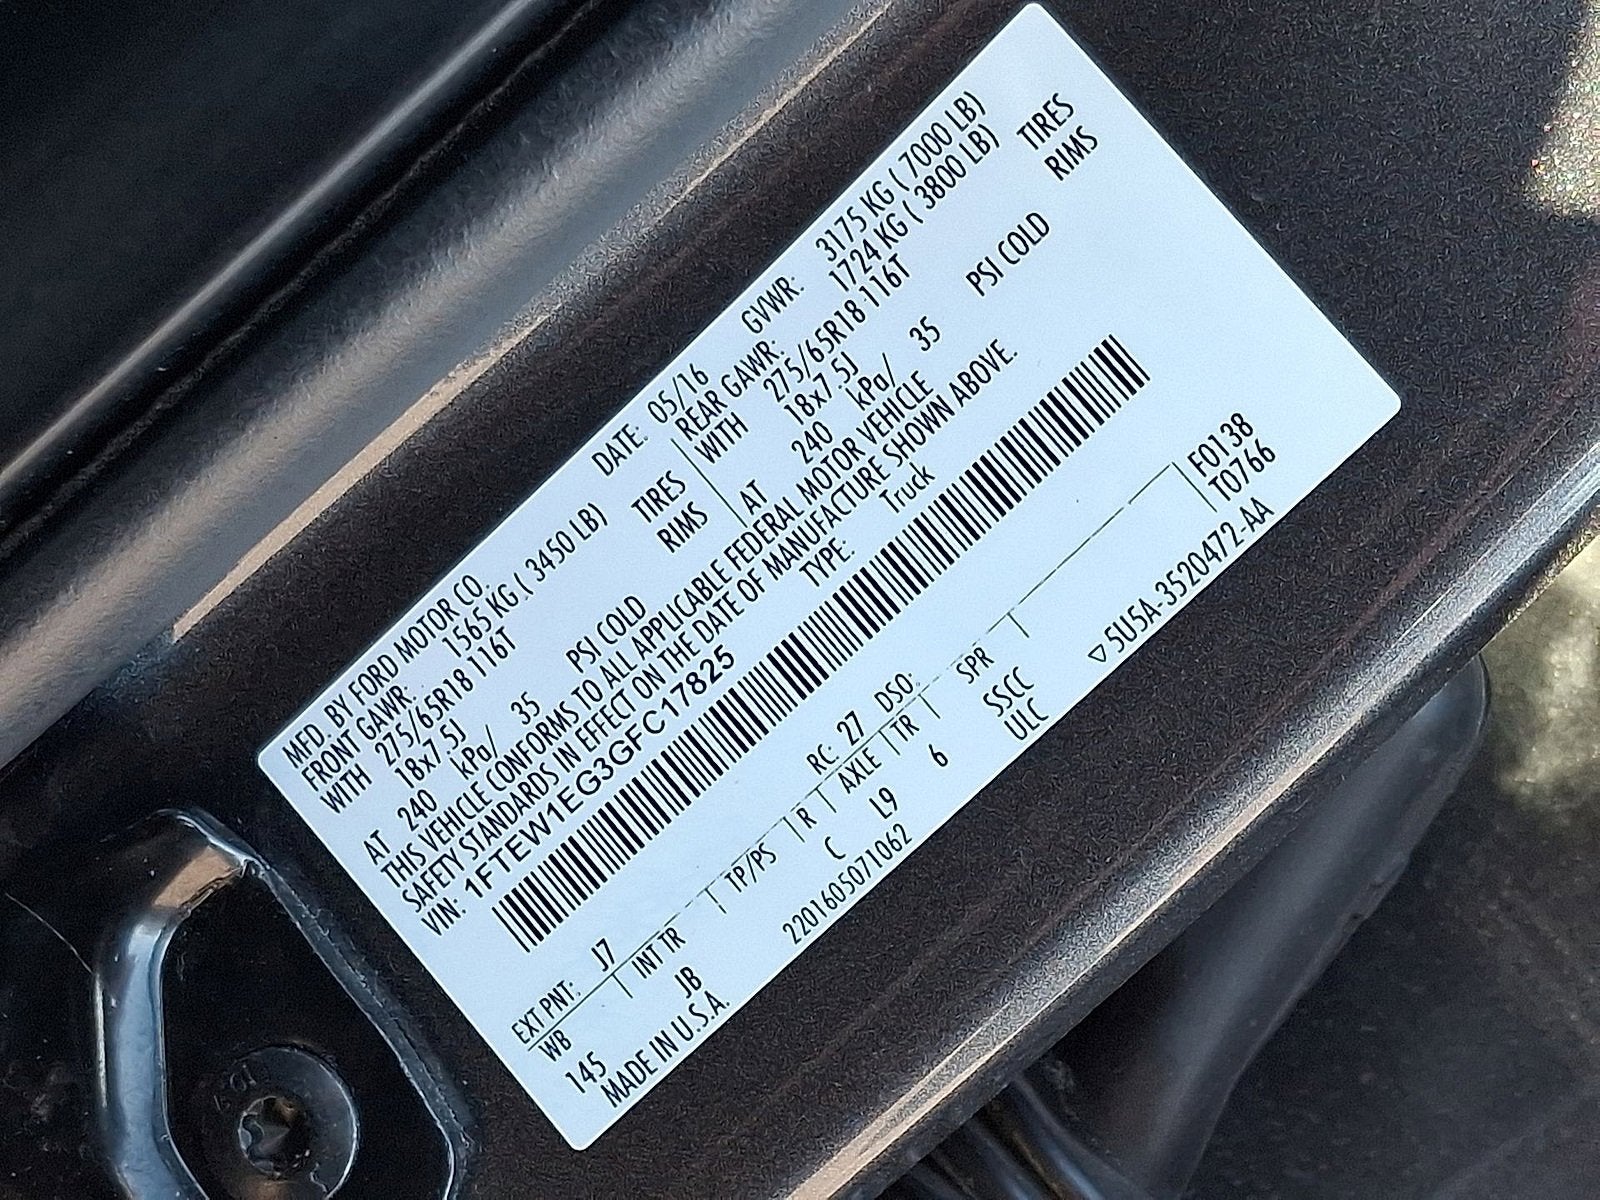 MFD. BY FORD MOTOR CO. DATE: 05/16 GVWR: 3175 KG ( 7000 LB)
FRONT GAWR: 1565 KG ( 3450 LB) REAR GAWR: 1724 KG ( 3800 LB)
WITH 275/65R18 116T TIRES WITH 275/65R18 116T TIRES
18x7.5J RIMS 18x7.5J RIMS
AT 240 kPa/ 35 PSI COLD AT 240 kPa/ 35 PSI COLD
THIS VEHICLE CONFORMS TO ALL APPLICABLE FEDERAL MOTOR VEHICLE
SAFETY STANDARDS IN EFFECT ON THE DATE OF MANUFACTURE SHOWN ABOVE.
VIN: 1FTEW1EG3GFC17825 TYPE: Truck
EXT PNT: J7 RC: 27 DSO: F0138
WB INT TR TP/PS R AXLE TR SPR T0766
145 JB C L9 6 SSCC
MADE IN U.S.A. 2201605071062 ULC ▽5U5A-3520472-AA